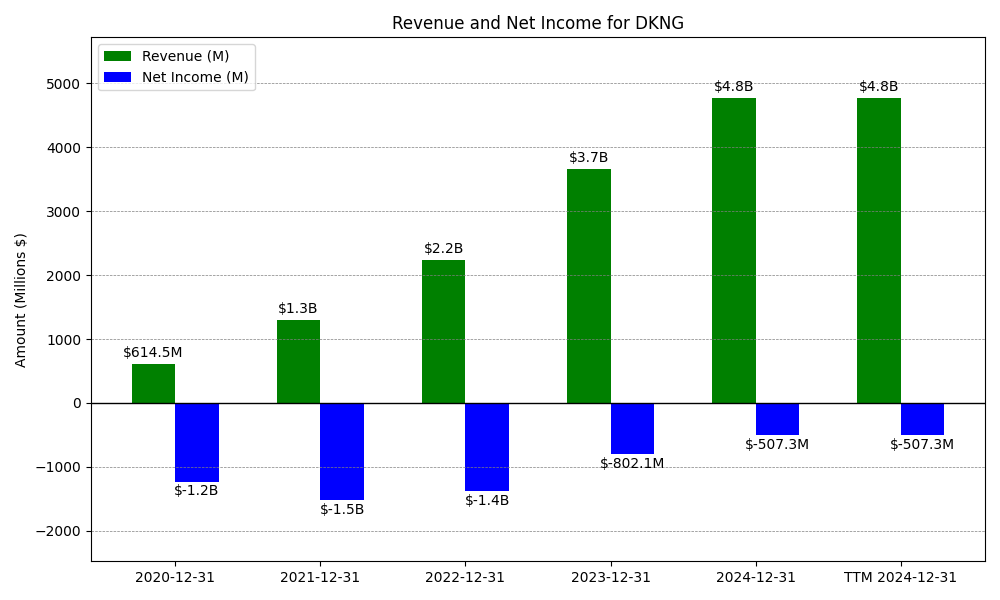 Revenue and Net Income for DKNG
Revenue (M)
Net Income (M)
Amount (Millions $)
5000
4000
3000
2000
1000
0
−1000
−2000
$614.5M
$1.3B
$2.2B
$3.7B
$4.8B
$4.8B
$-1.2B
$-1.5B
$-1.4B
$-802.1M
$-507.3M
$-507.3M
2020-12-31
2021-12-31
2022-12-31
2023-12-31
2024-12-31
TTM 2024-12-31